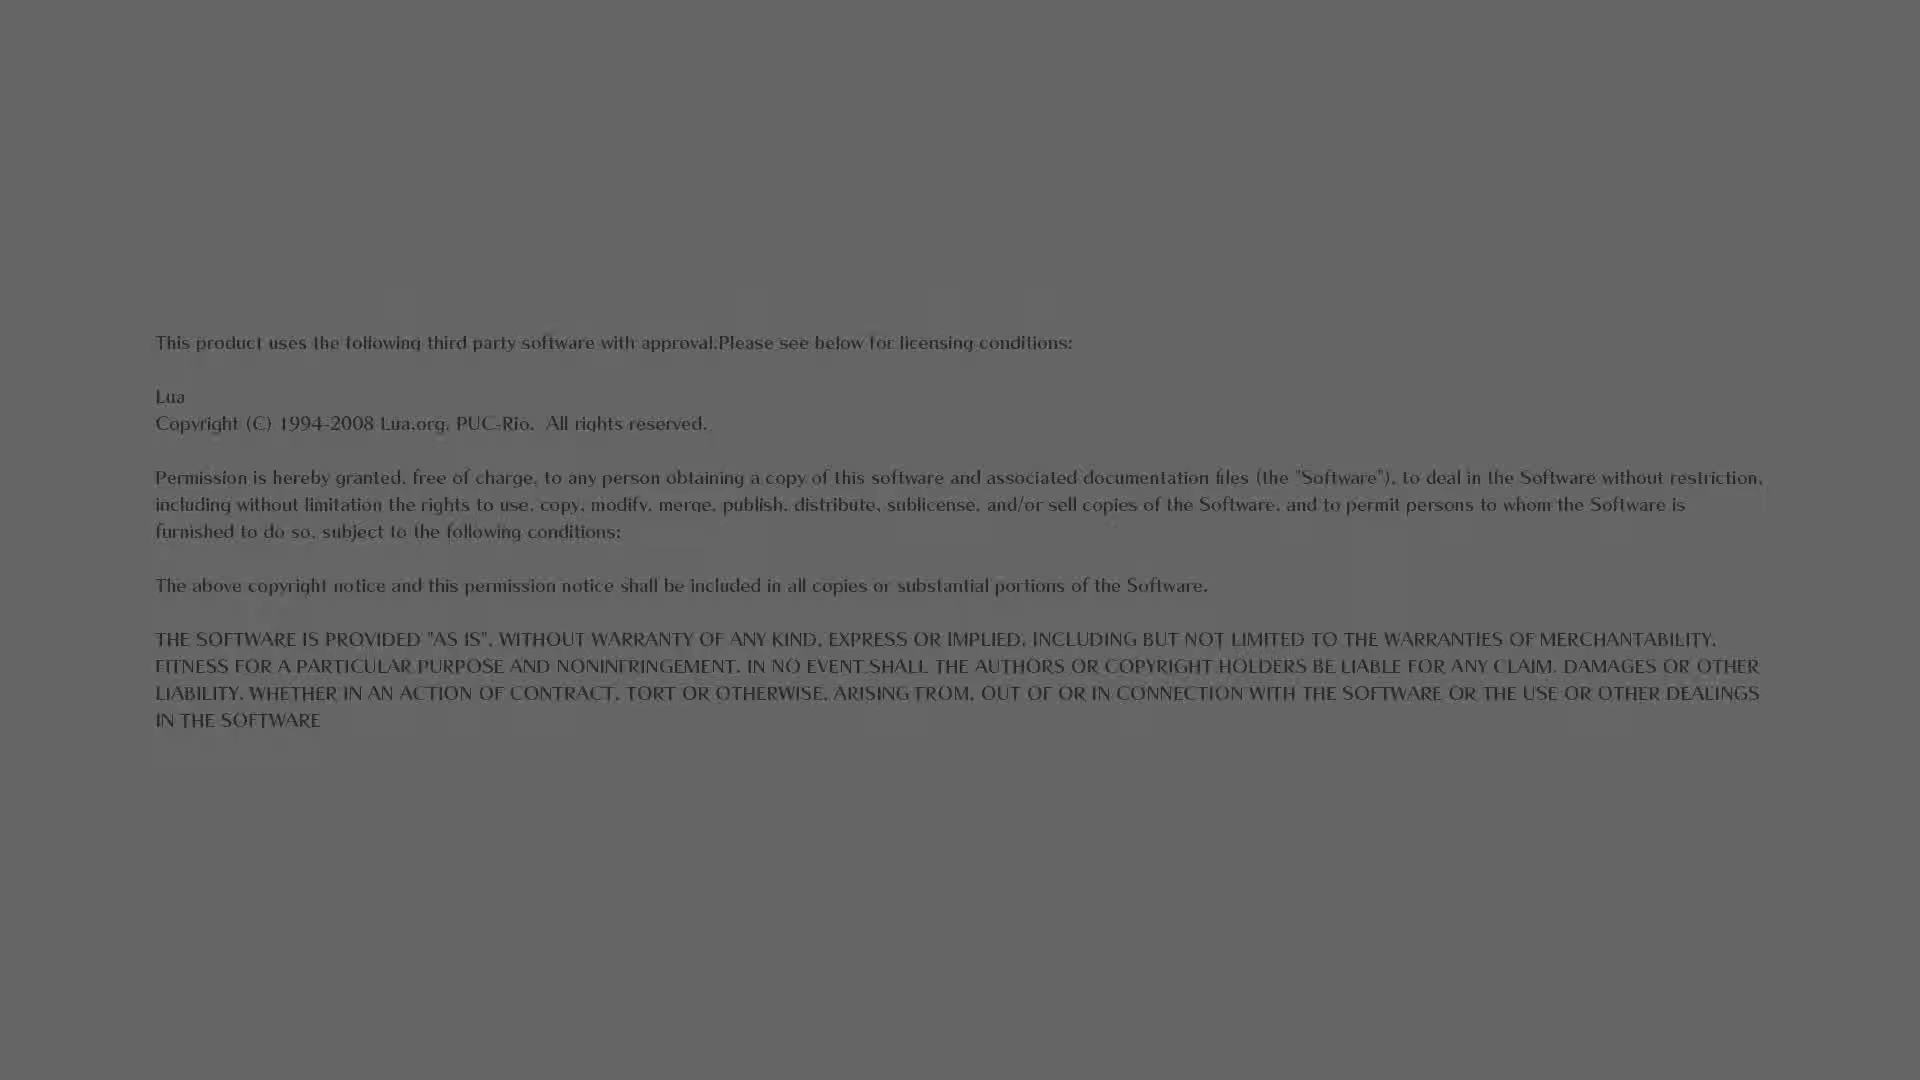 This product uses the following third party software with approval.Please see below for licensing conditions:
Lua
Copyright (C) 1994-2008 Lua.org, PUC-Rio.  All rights reserved.
Permission is hereby granted, free of charge, to any person obtaining a copy of this software and associated documentation files (the "Software"), to deal in the Software without restriction,
including without limitation the rights to use, copy, modify, merge, publish, distribute, sublicense, and/or sell copies of the Software, and to permit persons to whom the Software is
furnished to do so, subject to the following conditions:
The above copyright notice and this permission notice shall be included in all copies or substantial portions of the Software.
THE SOFTWARE IS PROVIDED "AS IS", WITHOUT WARRANTY OF ANY KIND, EXPRESS OR IMPLIED, INCLUDING BUT NOT LIMITED TO THE WARRANTIES OF MERCHANTABILITY,
FITNESS FOR A PARTICULAR PURPOSE AND NONINFRINGEMENT. IN NO EVENT SHALL THE AUTHORS OR COPYRIGHT HOLDERS BE LIABLE FOR ANY CLAIM, DAMAGES OR OTHER
LIABILITY, WHETHER IN AN ACTION OF CONTRACT, TORT OR OTHERWISE, ARISING FROM, OUT OF OR IN CONNECTION WITH THE SOFTWARE OR THE USE OR OTHER DEALINGS
IN THE SOFTWARE